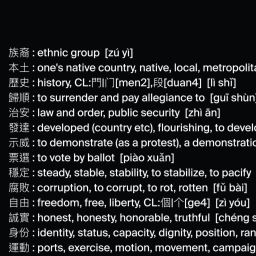 族裔 : ethnic group  [zú yì]
本土 : one's native country, native, local, metropolita
歷史 : history, CL:門|门[men2],段[duan4]  [lì shǐ]
歸順 : to surrender and pay allegiance to  [guī shùn
治安 : law and order, public security  [zhì ān]
發達 : developed (country etc), flourishing, to develo
示威 : to demonstrate (as a protest), a demonstratio
票選 : to vote by ballot  [piào xuǎn]
穩定 : steady, stable, stability, to stabilize, to pacify
腐敗 : corruption, to corrupt, to rot, rotten  [fǔ bài]
自由 : freedom, free, liberty, CL:個|个[ge4]  [zì yóu]
誠實 : honest, honesty, honorable, truthful  [chéng s
身份 : identity, status, capacity, dignity, position, ran
運動 : ports, exercise, motion, movement, campaig